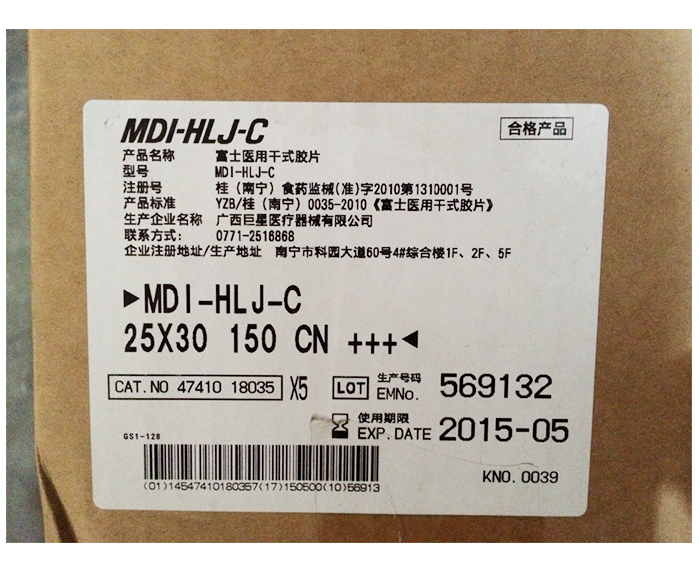 MDI-HLJ-C
合格产品
产品名称 富士医用干式胶片
型号 MDI-HLJ-C
注册号 桂（南宁）食药监械(准)字2010第1310001号
产品标准 YZB/桂（南宁）0035-2010《富士医用干式胶片》
生产企业名称 广西巨星医疗器械有限公司
联系方式: 0771-2516868
企业注册地址/生产地址 南宁市科园大道60号4#综合楼1F、2F、5F
▶MDI-HLJ-C
25X30 150 CN +++◀
CAT.NO 47410 18035 X5 LOT 生产号码 EMNo. 569132
使用期限 EXP.DATE 2015-05
GS1-128
(01)14547410180357(17)150500(10)56913
KNO. 0039